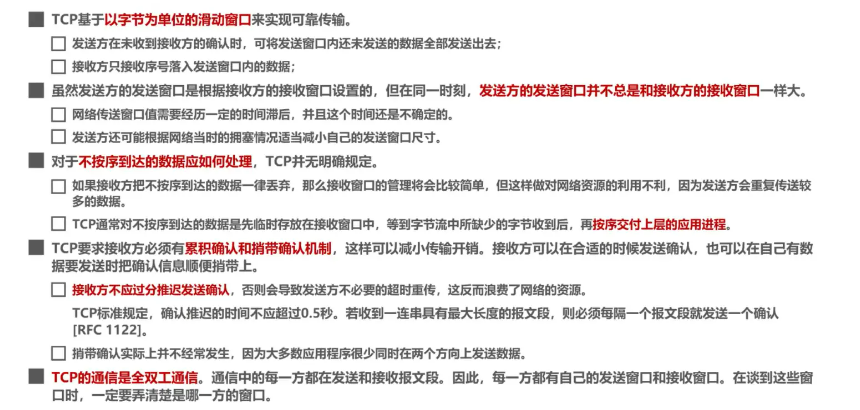 TCP基于以字节为单位的滑动窗口来实现可靠传输。
发送方在未收到接收方的确认时，可将发送窗口内还未发送的数据全部发送出去；
接收方只接收序号落入发送窗口内的数据；
虽然发送方的发送窗口是根据接收方的接收窗口设置的，但在同一时刻，发送方的发送窗口并不总是和接收方的接收窗口一样大。
网络传送窗口值需要经历一定的时间滞后，并且这个时间还是不确定的。
发送方还可能根据网络当时的拥塞情况适当减小自己的发送窗口尺寸。
对于不按序到达的数据应如何处理，TCP并无明确规定。
如果接收方把不按序到达的数据一律丢弃，那么接收窗口的管理将会比较简单，但这样做对网络资源的利用不利，因为发送方会重复传送较
多的数据。
TCP通常对不按序到达的数据是先临时存放在接收窗口中，等到字节流中所缺少的字节收到后，再按序交付上层的应用进程。
TCP要求接收方必须有累积确认和捎带确认机制，这样可以减小传输开销。接收方可以在合适的时候发送确认，也可以在自己有数
据要发送时把确认信息顺便捎带上。
接收方不应过分推迟发送确认，否则会导致发送方不必要的超时重传，这反而浪费了网络的资源。
TCP标准规定，确认推迟的时间不应超过0.5秒。若收到一连串具有最大长度的报文段，则必须每隔一个报文段就发送一个确认
[RFC 1122]。
捎带确认实际上并不经常发生，因为大多数应用程序很少同时在两个方向上发送数据。
TCP的通信是全双工通信。通信中的每一方都在发送和接收报文段。因此，每一方都有自己的发送窗口和接收窗口。在谈到这些窗
口时，一定要弄清楚是哪一方的窗口。